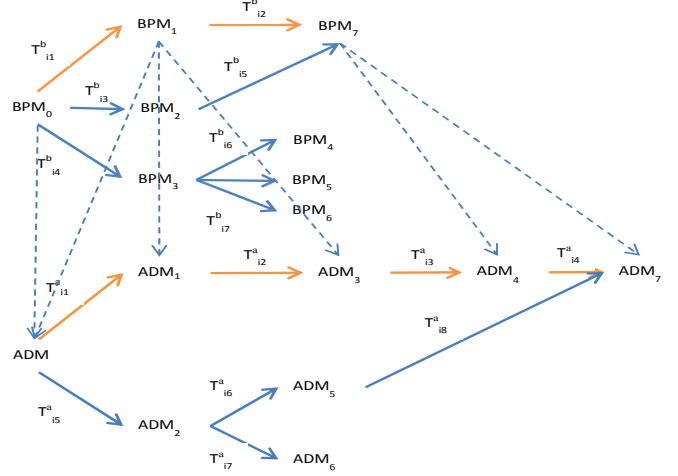 T^b_i1
BPM_1
T^b_i2
BPM_7
BPM_0
T^b_i3
BPM_2
T^b_i5
T^b_i4
BPM_3
T^b_i6
BPM_4
BPM_5
T^b_i7
BPM_6
T^a_i1
ADM_1
T^a_i2
ADM_3
T^a_i3
ADM_4
T^a_i4
ADM_7
ADM
T^a_i8
T^a_i5
ADM_2
T^a_i6
ADM_5
T^a_i7
ADM_6